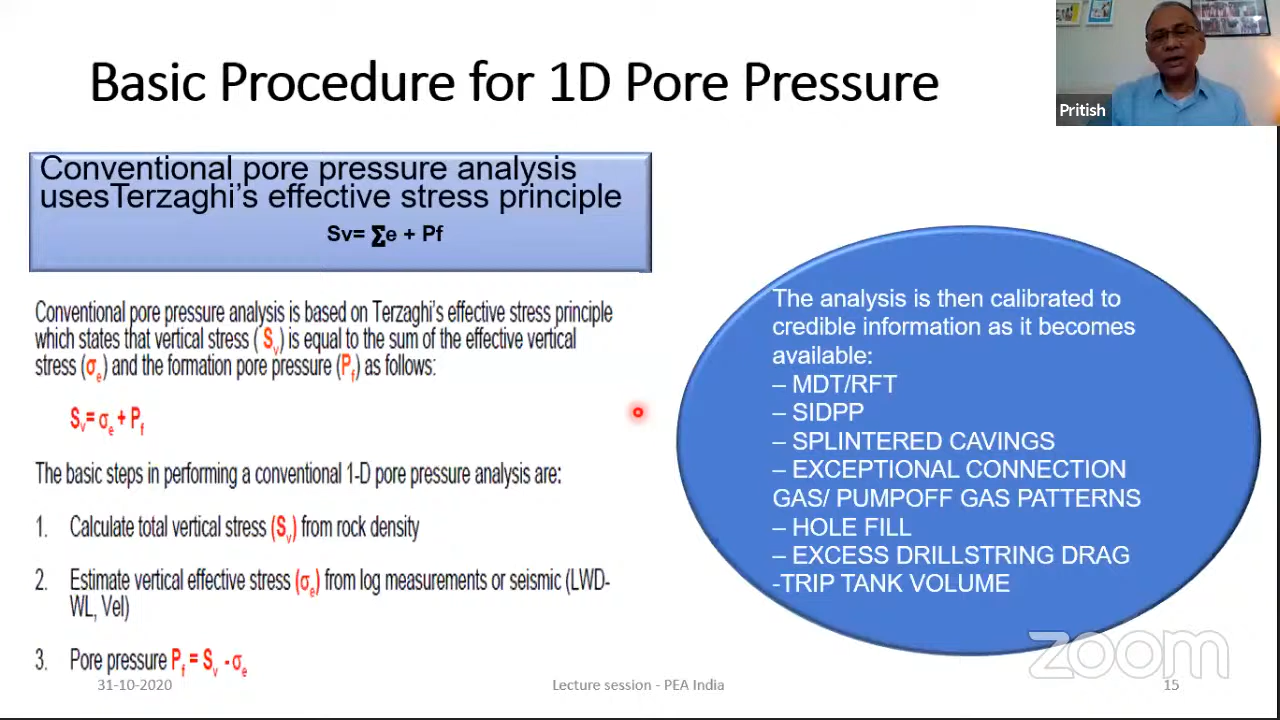 Basic Procedure for 1D Pore Pressure
Pritish
Conventional pore pressure analysis
usesTerzaghi's effective stress principle
Sv= Σe + Pf
Conventional pore pressure analysis is based on Terzaghi's effective stress principle
which states that vertical stress ( Sv) is equal to the sum of the effective vertical
stress (σe) and the formation pore pressure (Pf) as follows:
Sv= σe + Pf
The basic steps in performing a conventional 1-D pore pressure analysis are:
1. Calculate total vertical stress (Sv) from rock density
2. Estimate vertical effective stress (σe) from log measurements or seismic (LWD-
WL, Vel)
3. Pore pressure Pf = Sv - σe
The analysis is then calibrated to
credible information as it becomes
available:
– MDT/RFT
– SIDPP
– SPLINTERED CAVINGS
– EXCEPTIONAL CONNECTION
GAS/ PUMPOFF GAS PATTERNS
– HOLE FILL
– EXCESS DRILLSTRING DRAG
-TRIP TANK VOLUME
zoom
31-10-2020
Lecture session - PEA India
15